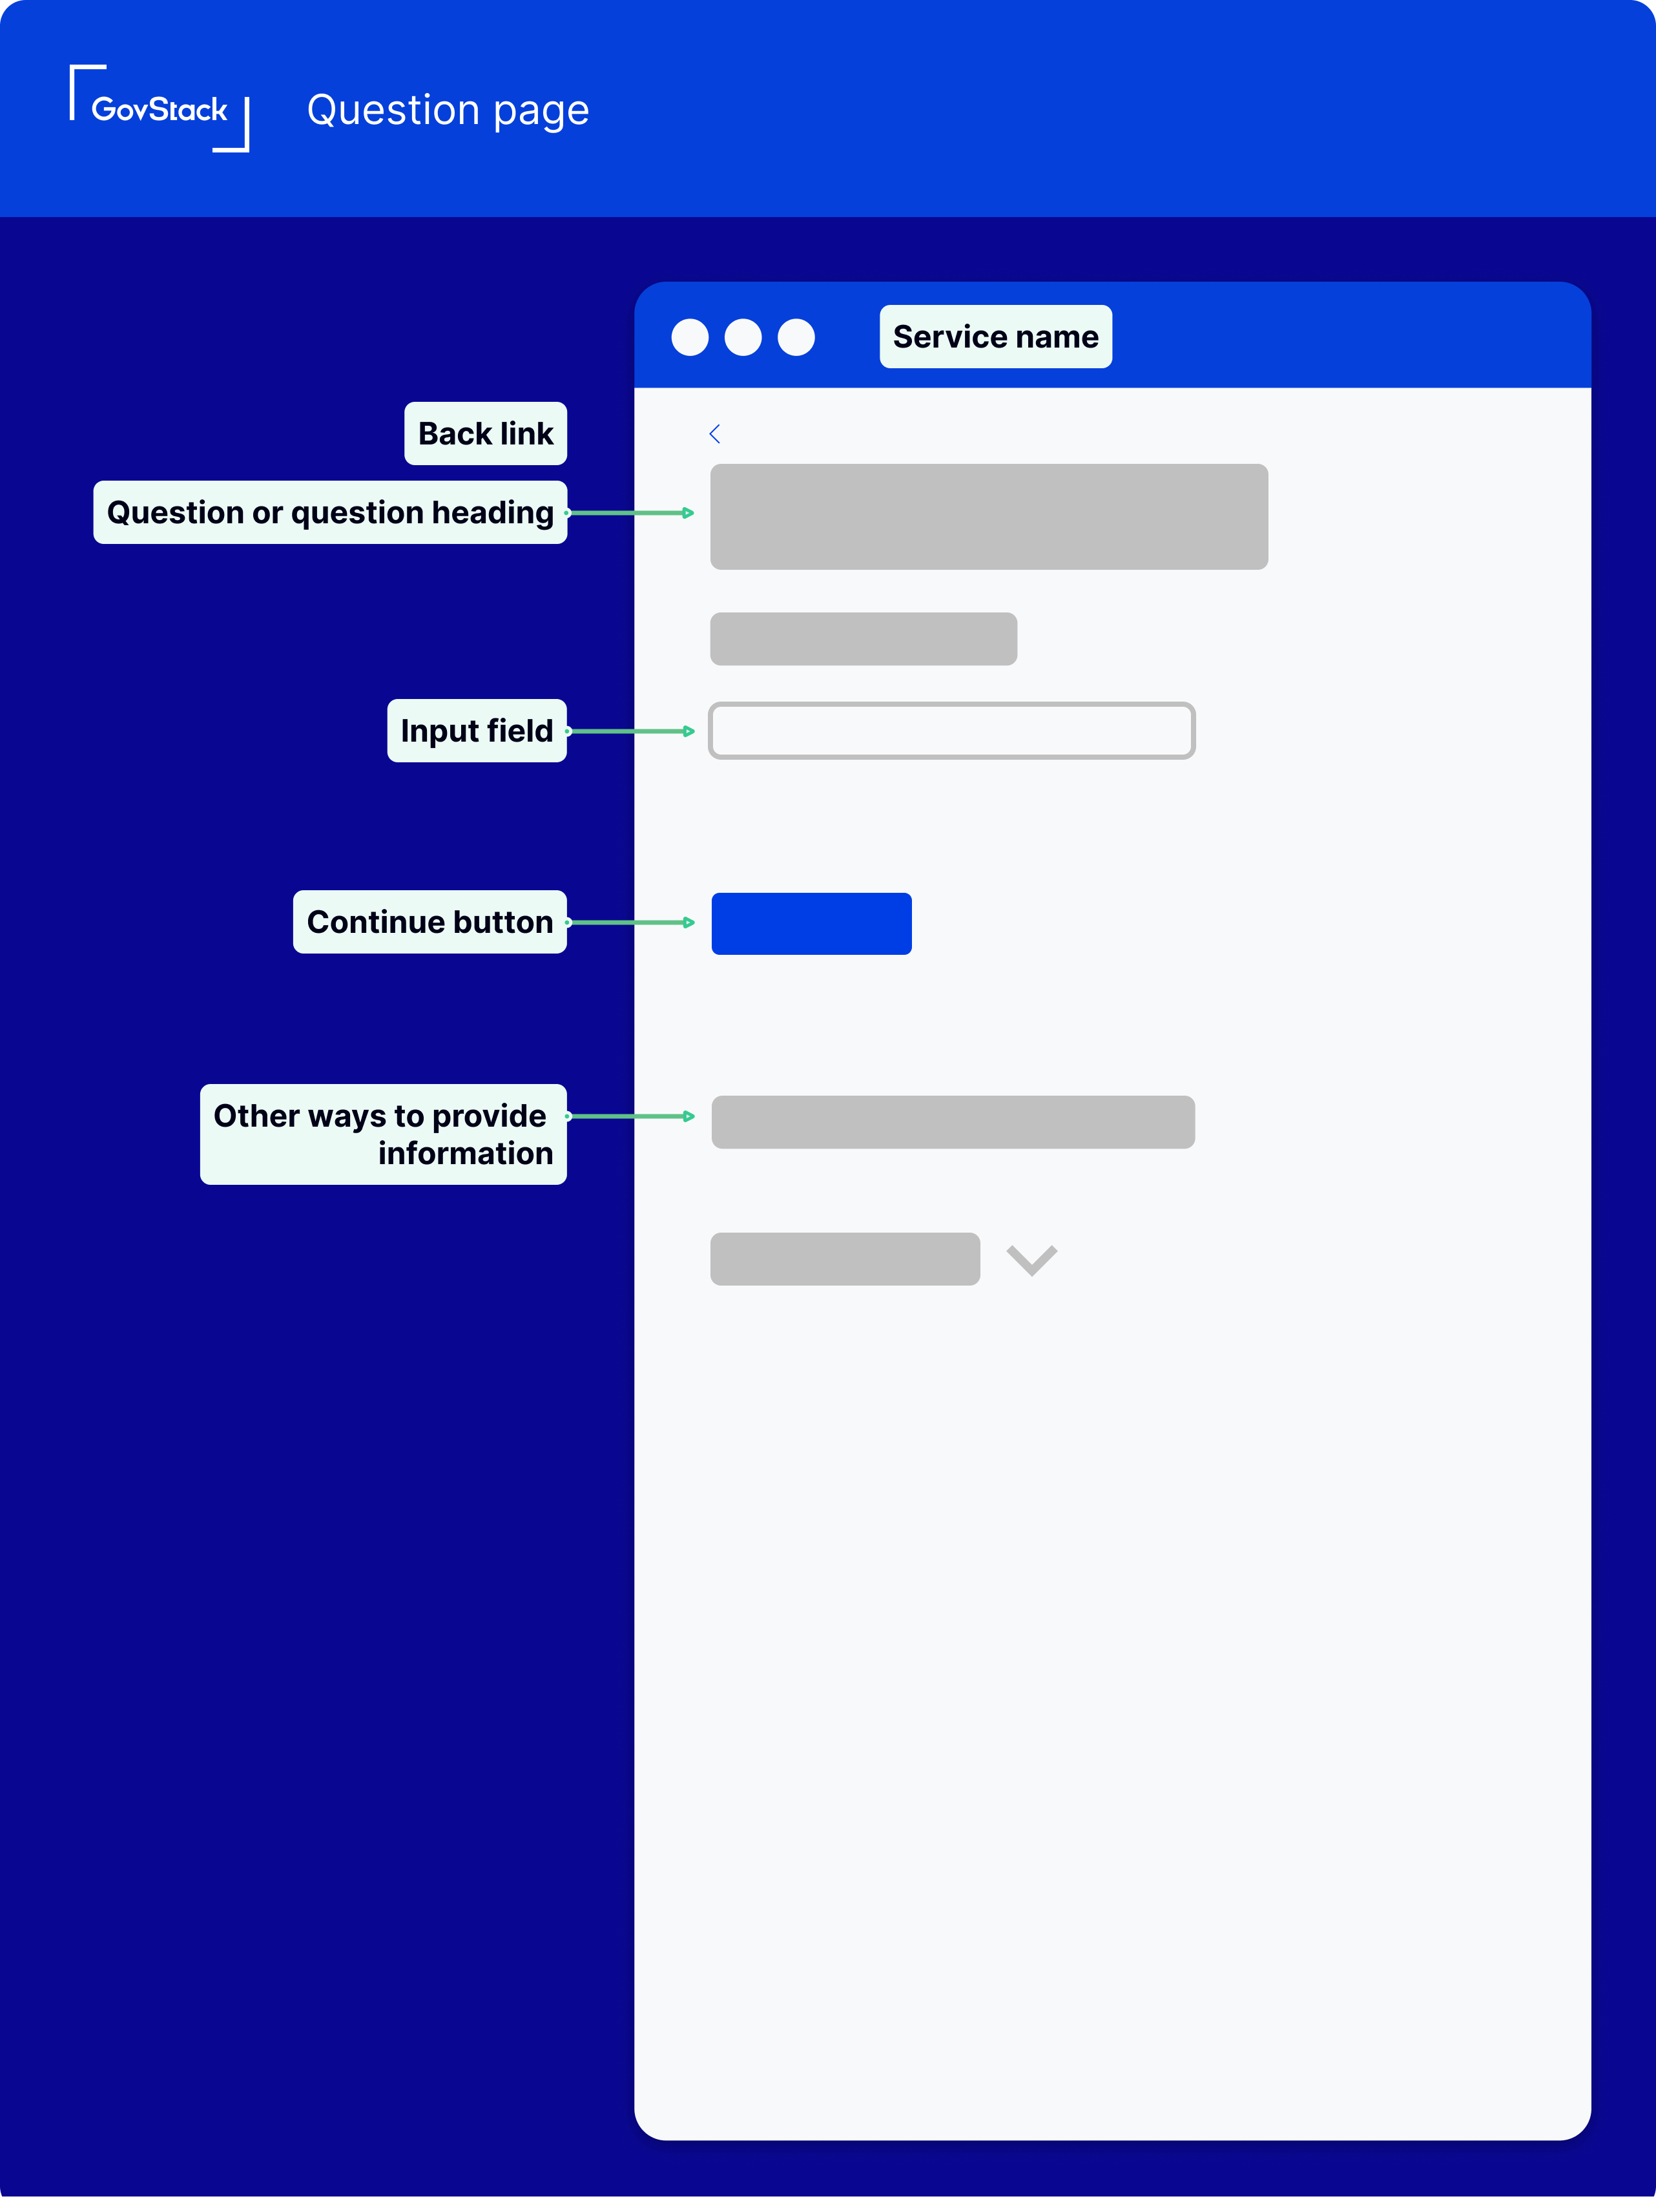 GovStack
Question page
Service name
Back link
Question or question heading
Input field
Continue button
Other ways to provide
information